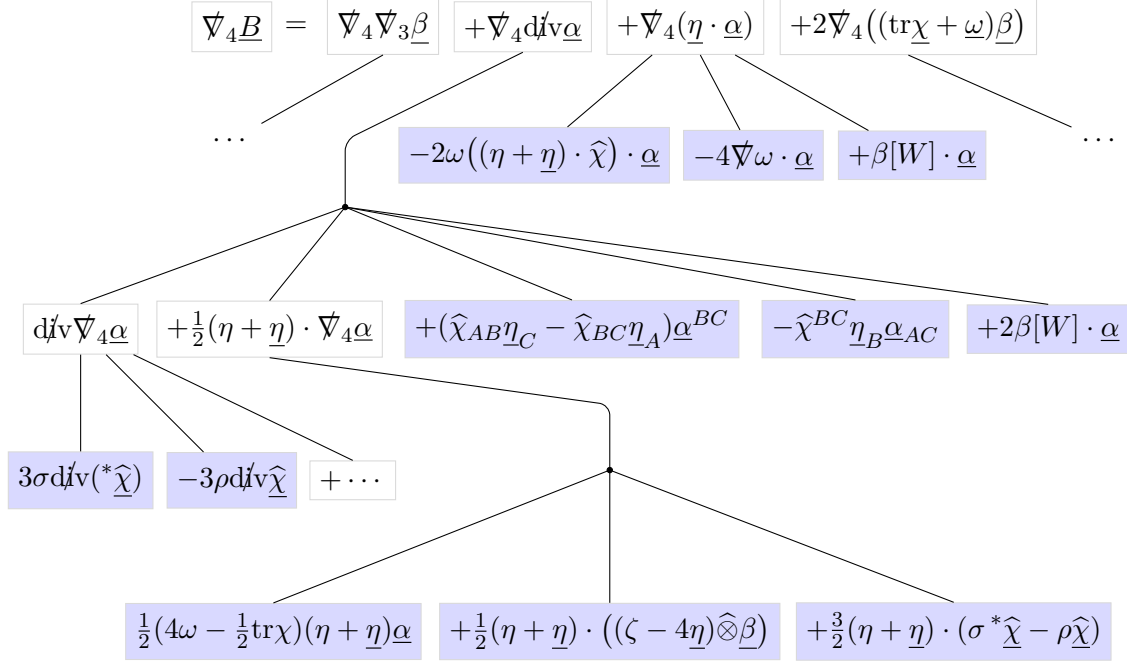 ∇̸₄B̲ = ∇̸₄∇̸₃β̲ +∇̸₄di̸vα̲ +∇̸₄(η̲ · α̲) +2∇̸₄((trχ̲ + ω̲)β̲)
⋯ −2ω((η + η̲) · χ̂) · α̲ −4∇̸ω · α̲ +β[W] · α̲ ⋯
di̸v∇̸₄α̲ +½(η + η̲) · ∇̸₄α̲ +(χ̂_{AB}η̲_C − χ̂_{BC}η̲_A)α̲^{BC} −χ̂^{BC}η̲_Bα̲_{AC} +2β[W] · α̲
3σdi̸v(*χ̲̂) −3ρdi̸vχ̲̂ + ⋯
½(4ω − ½trχ)(η + η̲)α̲ +½(η + η̲) · ((ζ − 4η̲)⊗̂β̲) +3/2(η + η̲) · (σ *χ̲̂ − ρχ̲̂)